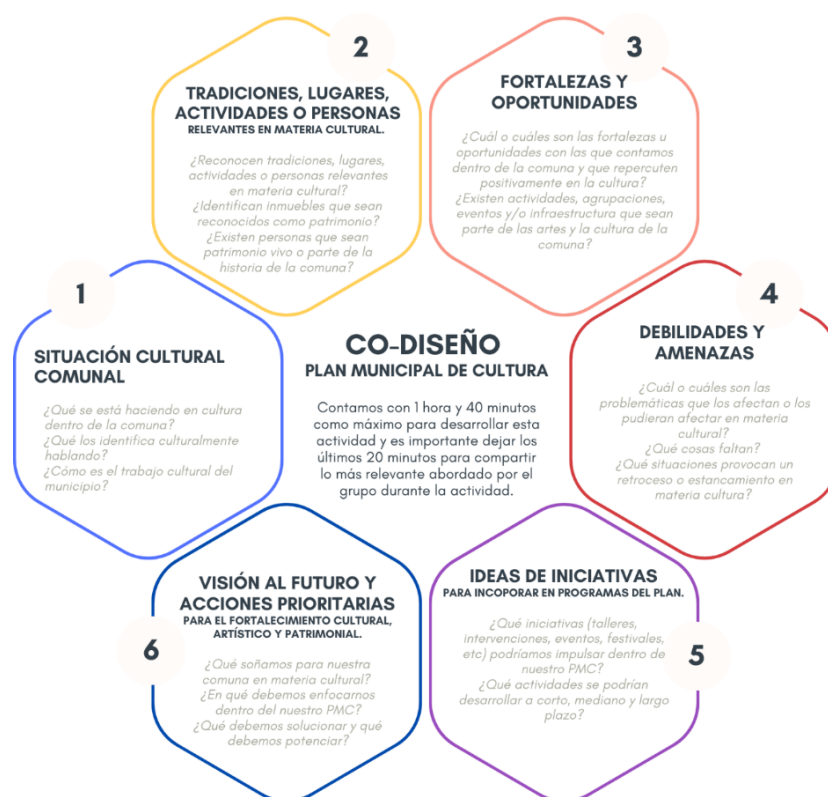 CO-DISEÑO
PLAN MUNICIPAL DE CULTURA
Contamos con 1 hora y 40 minutos
como máximo para desarrollar esta
actividad y es importante dejar los
últimos 20 minutos para compartir
lo más relevante abordado por el
grupo durante la actividad.
1
SITUACIÓN CULTURAL
COMUNAL
¿Qué se está haciendo en cultura
dentro de la comuna?
¿Qué los identifica culturalmente
hablando?
¿Cómo es el trabajo cultural del
municipio?
2
TRADICIONES, LUGARES,
ACTIVIDADES O PERSONAS
RELEVANTES EN MATERIA CULTURAL.
¿Reconocen tradiciones, lugares,
actividades o personas relevantes
en materia cultural?
¿Identifican inmuebles que sean
reconocidos como patrimonio?
¿Existen personas que sean
patrimonio vivo o parte de la
historia de la comuna?
3
FORTALEZAS Y
OPORTUNIDADES
¿Cuál o cuáles son las fortalezas u
oportunidades con las que contamos
dentro de la comuna y que repercuten
positivamente en la cultura?
¿Existen actividades, agrupaciones,
eventos y/o infraestructura que sean
parte de las artes y la cultura de la
comuna?
4
DEBILIDADES Y
AMENAZAS
¿Cuál o cuáles son las
problemáticas que los afectan o los
pudieran afectar en materia
cultural?
¿Qué cosas faltan?
¿Qué situaciones provocan un
retroceso o estancamiento en
materia cultura?
5
IDEAS DE INICIATIVAS
PARA INCOPORAR EN PROGRAMAS DEL PLAN.
¿Qué iniciativas (talleres,
intervenciones, eventos, festivales,
etc) podríamos impulsar dentro de
nuestro PMC?
¿Qué actividades se podrían
desarrollar a corto, mediano y largo
plazo?
6
VISIÓN AL FUTURO Y
ACCIONES PRIORITARIAS
PARA EL FORTALECIMIENTO CULTURAL,
ARTÍSTICO Y PATRIMONIAL.
¿Qué soñamos para nuestra
comuna en materia cultural?
¿En qué debemos enfocarnos
dentro del nuestro PMC?
¿Qué debemos solucionar y qué
debemos potenciar?